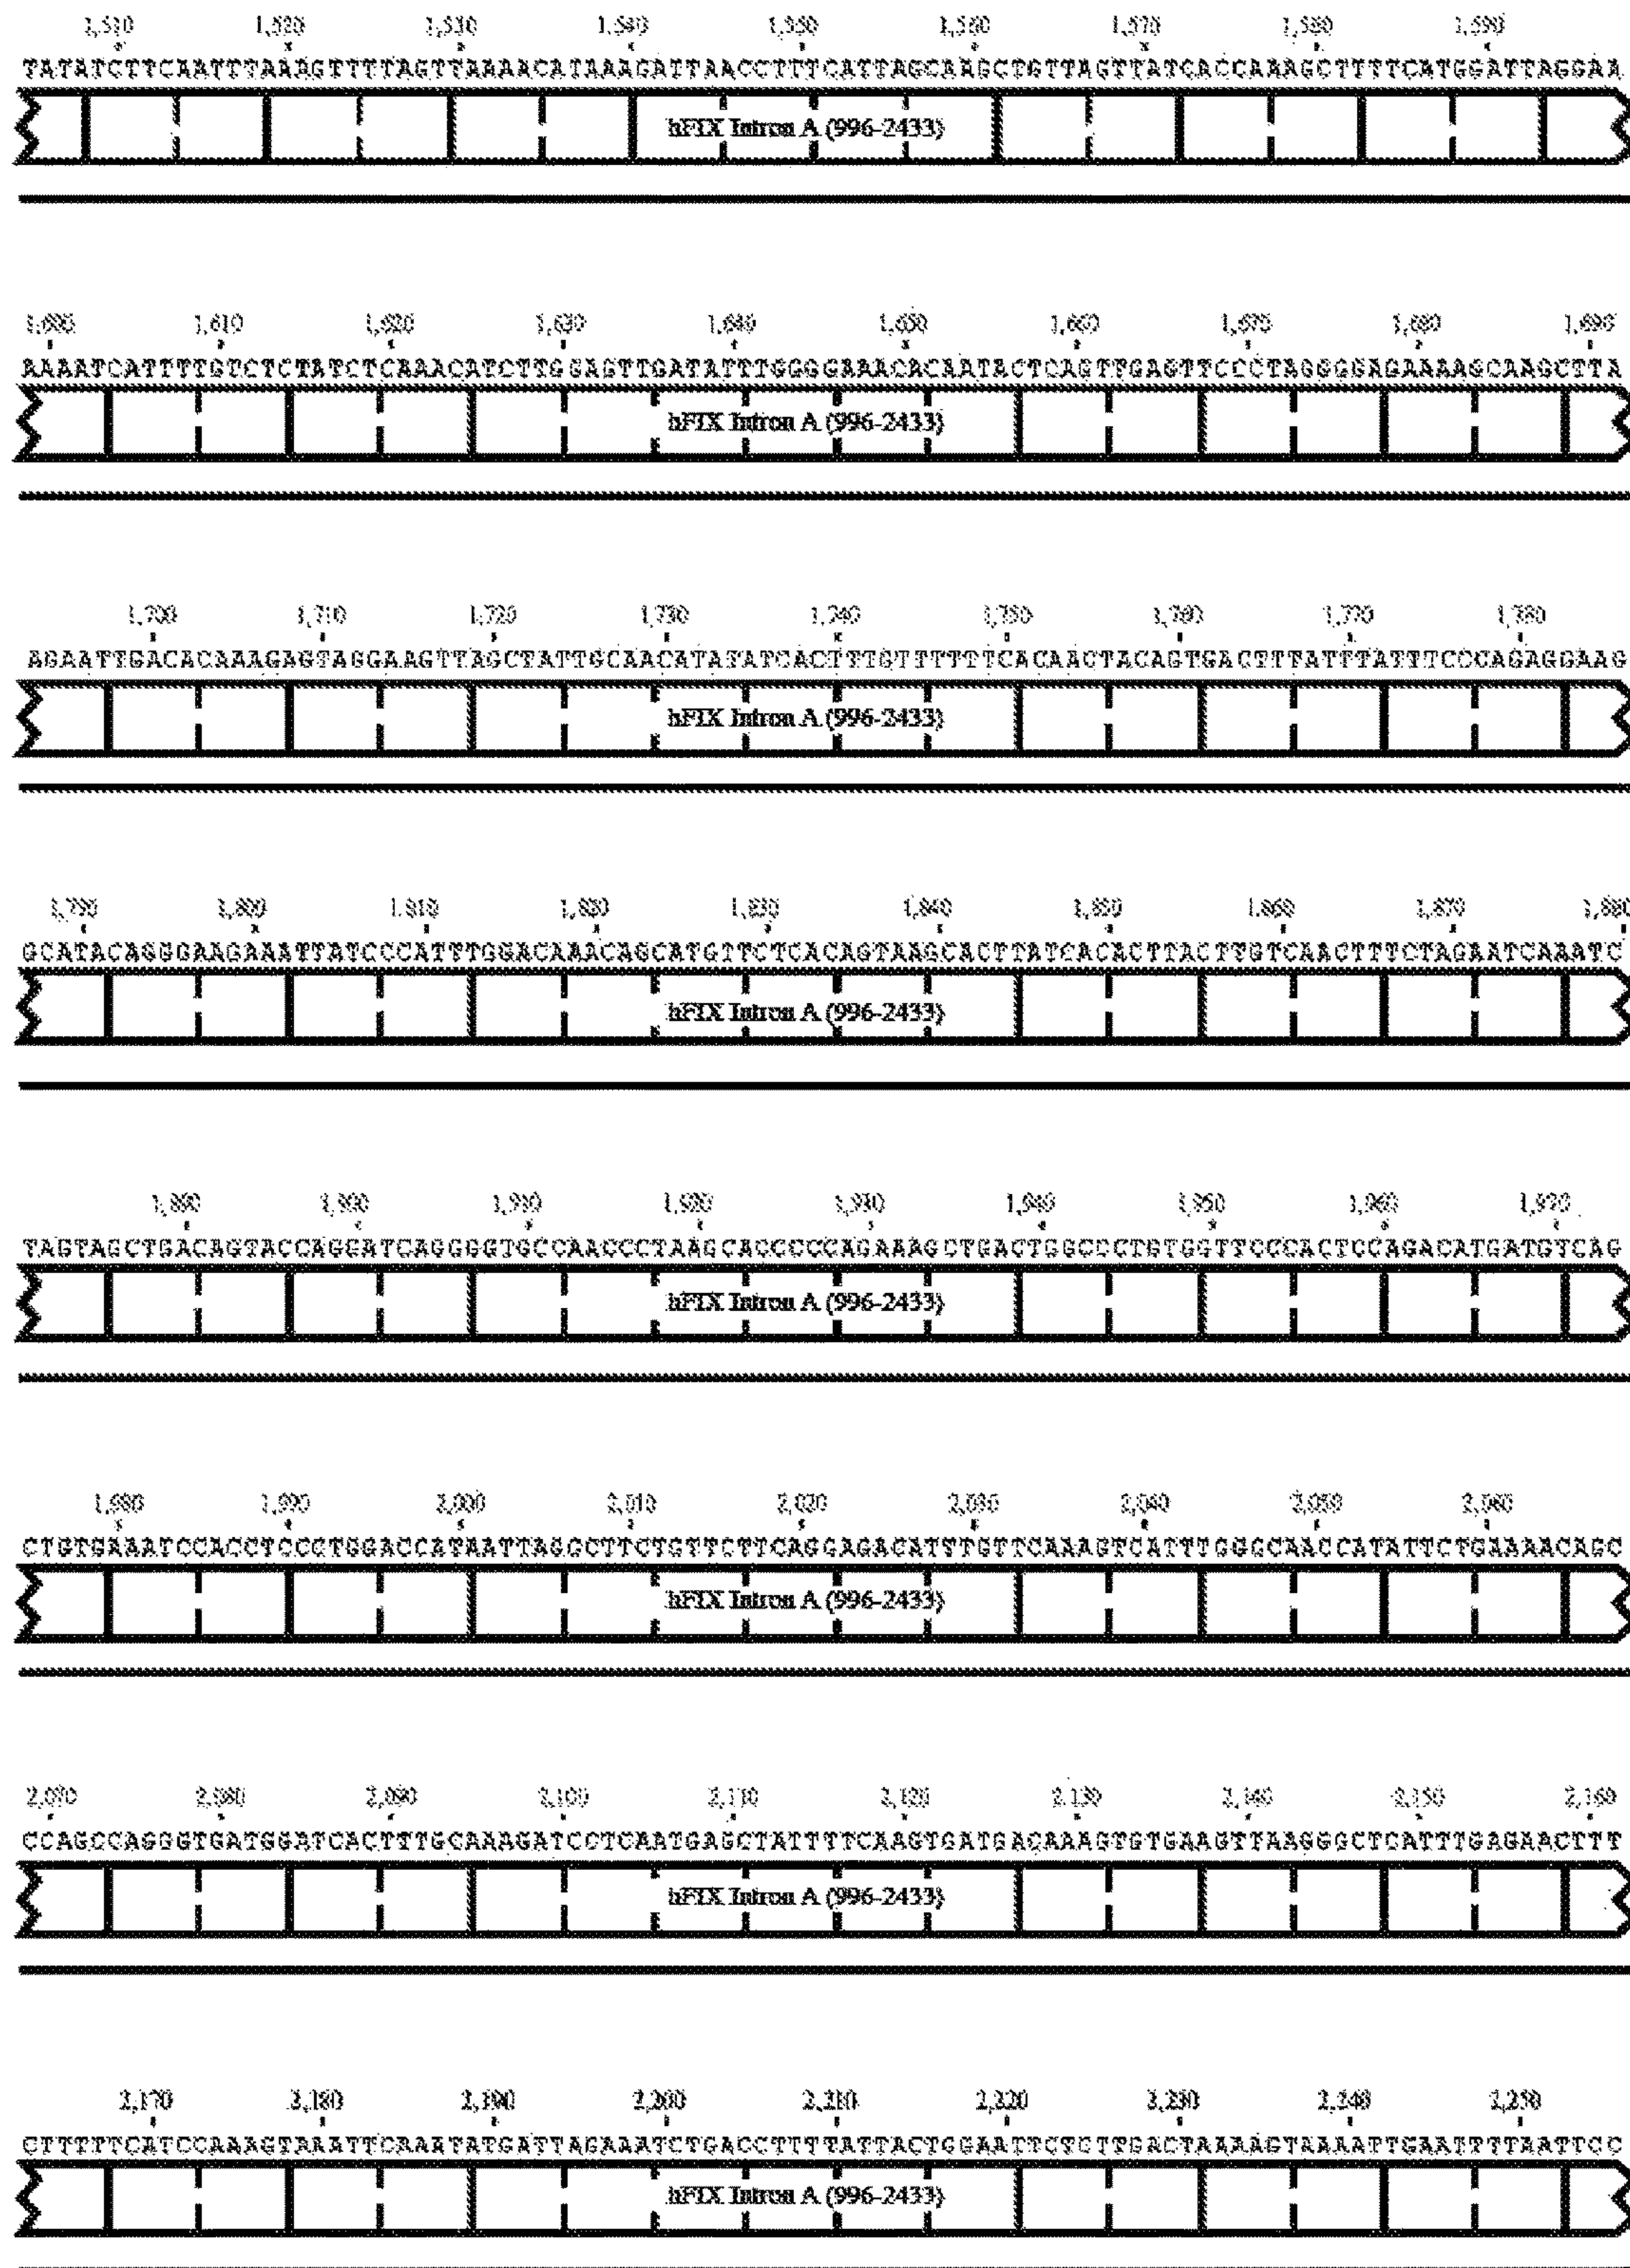 1,510 1,520 1,530 1,540 1,550 1,560 1,570 1,580 1,590
TATATCTTCAATTTAAAGTTTTAGTTAAAACATAAAGATTAACCTTTCATTAGCAAGCTGTTAGTTATCACCAAAGCTTTTCATGGATTAGGAA
hFIX Intron A (996-2433)
1,600 1,610 1,620 1,630 1,640 1,650 1,660 1,670 1,680 1,690
AAAATCATTTTGTCTCTATCTCAAACATCTTGGAGTTGATATTTGGGGAAACACAATACTCAGTTGAGTTCCCTAGGGGAGAAAAGCAAGCTTA
hFIX Intron A (996-2433)
1,700 1,710 1,720 1,730 1,740 1,750 1,760 1,770 1,780
AGAATTGACACAAAGAGTAGGAAGTTAGCTATTGCAACATATATCACTTTGTTTTTTCACAACTACAGTGACTTTATTTATTTCCCAGAGGAAG
hFIX Intron A (996-2433)
1,790 1,800 1,810 1,820 1,830 1,840 1,850 1,860 1,870 1,880
GCATACAGGGAAGAAATTATCCCATTTGGACAAACAGCATGTTCTCACAGTAAGCACTTATCACACTTACTTGTCAACTTTCTAGAATCAAATC
hFIX Intron A (996-2433)
1,890 1,900 1,910 1,920 1,930 1,940 1,950 1,960 1,970
TAGTAGCTGACAGTACCAGGATCAGGGGTGCCAACCCTAAGCACCCCCAGAAAGCTGACTGGCCCTGTGGTTCCCACTCCAGACATGATGTCAG
hFIX Intron A (996-2433)
1,980 1,990 2,000 2,010 2,020 2,030 2,040 2,050 2,060
CTGTGAAATCCACCTCCCTGGACCATAATTAGGCTTCTGTTCTTCAGGAGACATTTGTTCAAAGTCATTTGGGCAACCATATTCTGAAAACAGC
hFIX Intron A (996-2433)
2,070 2,080 2,090 2,100 2,110 2,120 2,130 2,140 2,150 2,160
CCAGCCAGGGTGATGGATCACTTTGCAAAGATCCTCAATGAGCTATTTTCAAGTGATGACAAAGTGTGAAGTTAAGGGCTCATTTGAGAACTTT
hFIX Intron A (996-2433)
2,170 2,180 2,190 2,200 2,210 2,220 2,230 2,240 2,250
CTTTTTCATCCAAAGTAAATTCAAATATGATTAGAAATCTGACCTTTTATTACTGGAATTCTCTTGACTAAAAGTAAAATTGAATTTTAATTCC
hFIX Intron A (996-2433)